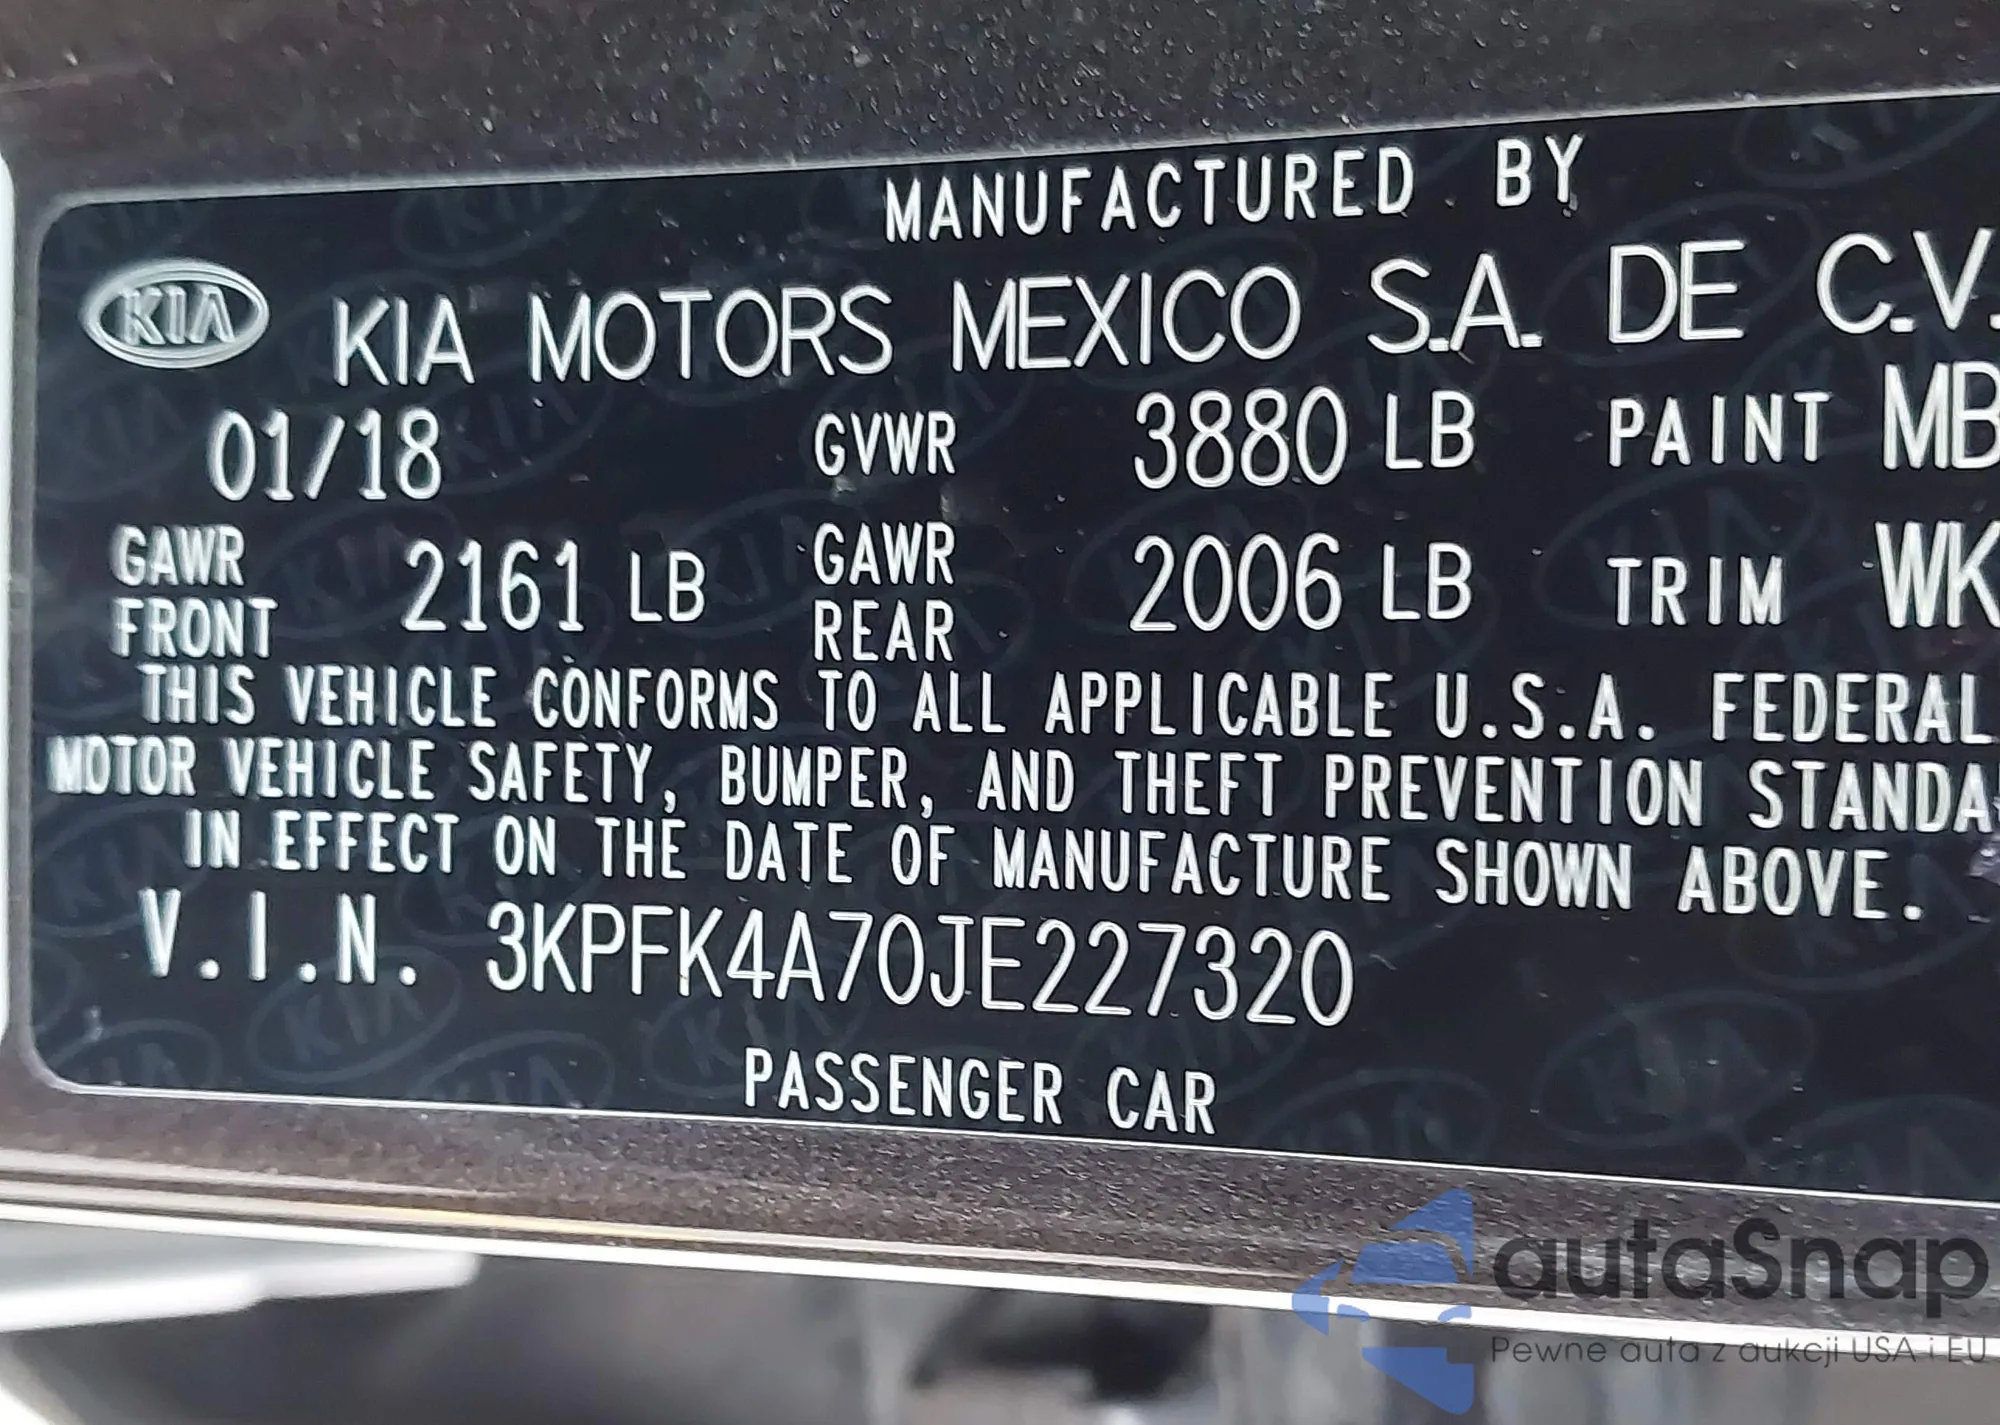 MANUFACTURED BY
KIA KIA MOTORS MEXICO S.A. DE C.V.
01/18 GVWR 3880 LB PAINT MB
GAWR FRONT 2161 LB GAWR REAR 2006 LB TRIM WK
THIS VEHICLE CONFORMS TO ALL APPLICABLE U.S.A. FEDERAL
MOTOR VEHICLE SAFETY, BUMPER, AND THEFT PREVENTION STANDA
IN EFFECT ON THE DATE OF MANUFACTURE SHOWN ABOVE.
V.I.N. 3KPFK4A70JE227320
PASSENGER CAR
autaSnap
Pewne auta z aukcji USA i EU